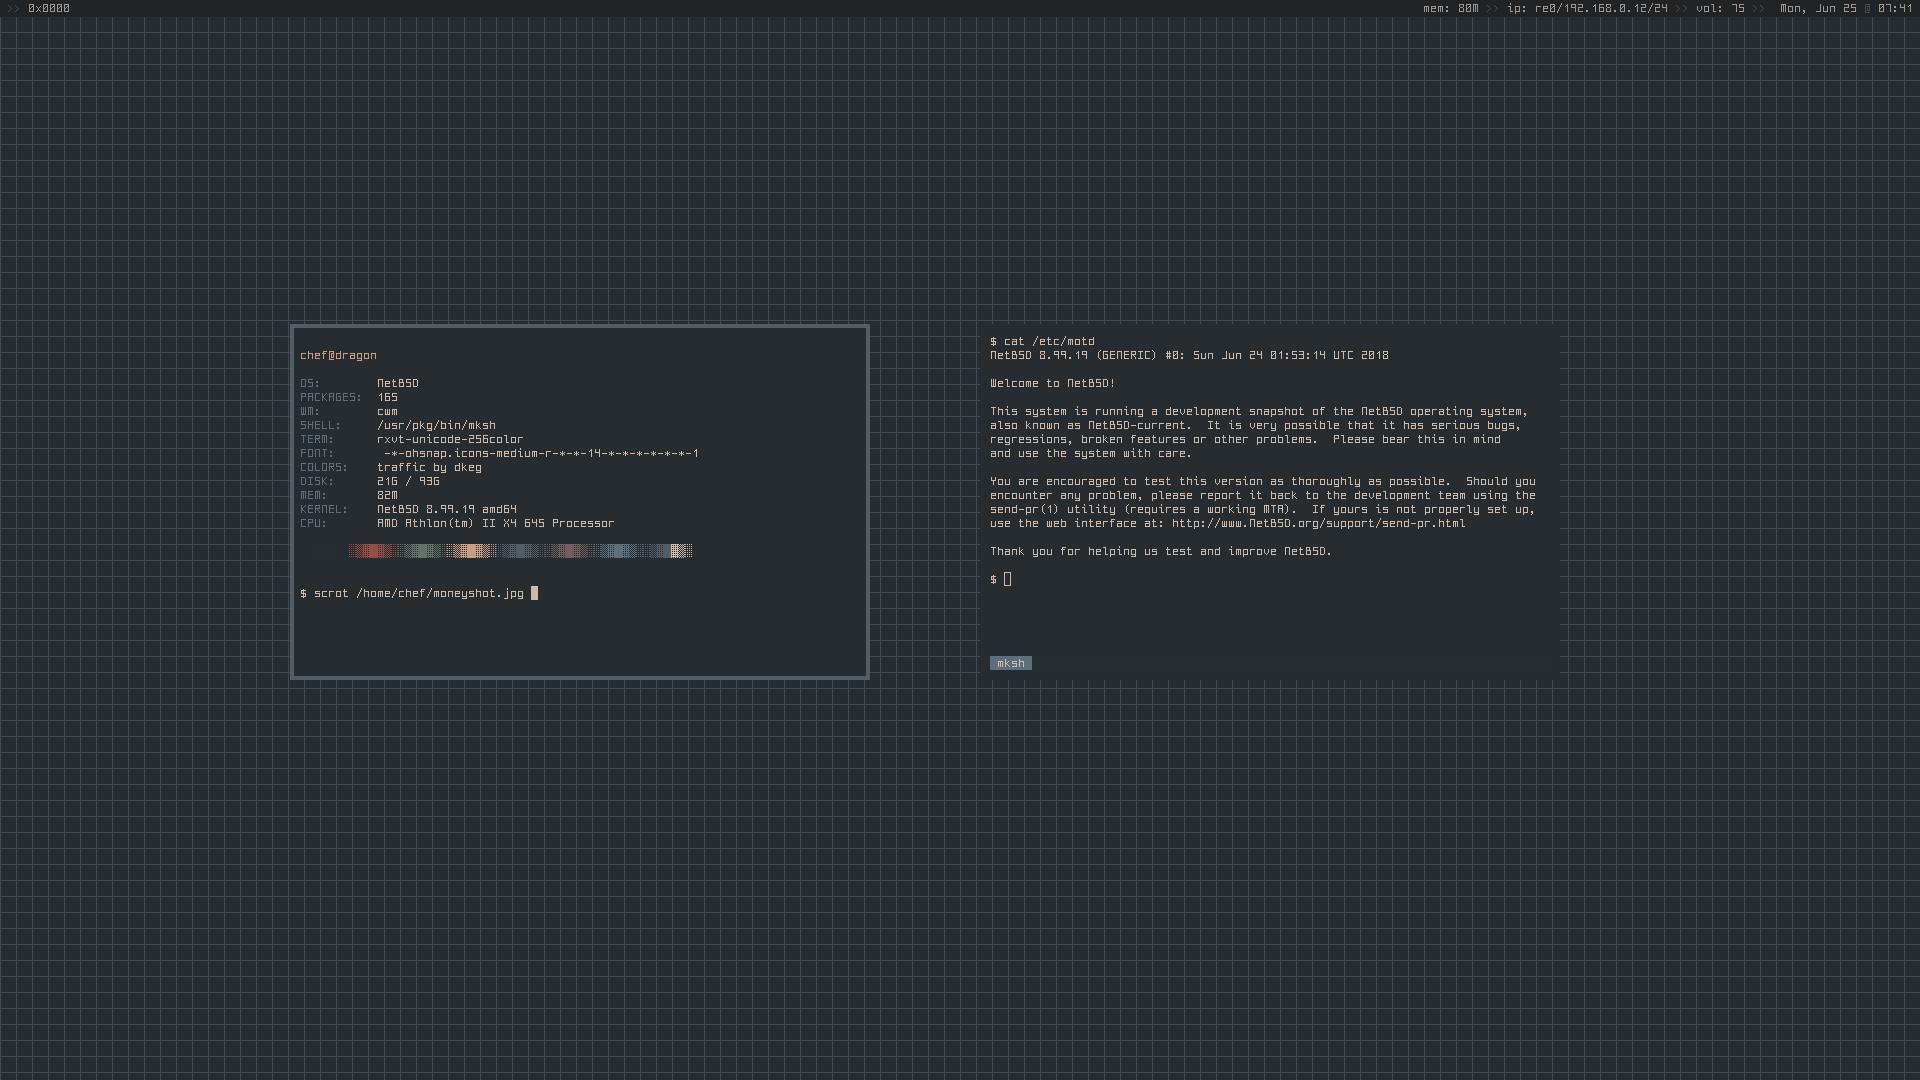 >> 0x0000
mem: 80M >> ip: re0/192.168.0.12/24 >> vol: 75 >> Mon, Jun 25 @ 07:41
chef@dragon
OS: NetBSD
PACKAGES: 165
WM: cwm
SHELL: /usr/pkg/bin/mksh
TERM: rxvt-unicode-256color
FONT: -*-ohsnap.icons-medium-r-*-*-14-*-*-*-*-*-*-1
COLORS: traffic by dkeg
DISK: 21G / 93G
MEM: 82M
KERNEL: NetBSD 8.99.19 amd64
CPU: AMD Athlon(tm) II X4 645 Processor
$ scrot /home/chef/moneyshot.jpg
$ cat /etc/motd
NetBSD 8.99.19 (GENERIC) #0: Sun Jun 24 01:53:14 UTC 2018
Welcome to NetBSD!
This system is running a development snapshot of the NetBSD operating system,
also known as NetBSD-current.  It is very possible that it has serious bugs,
regressions, broken features or other problems.  Please bear this in mind
and use the system with care.
You are encouraged to test this version as thoroughly as possible.  Should you
encounter any problem, please report it back to the development team using the
send-pr(1) utility (requires a working MTA).  If yours is not properly set up,
use the web interface at: http://www.NetBSD.org/support/send-pr.html
Thank you for helping us test and improve NetBSD.
$
mksh